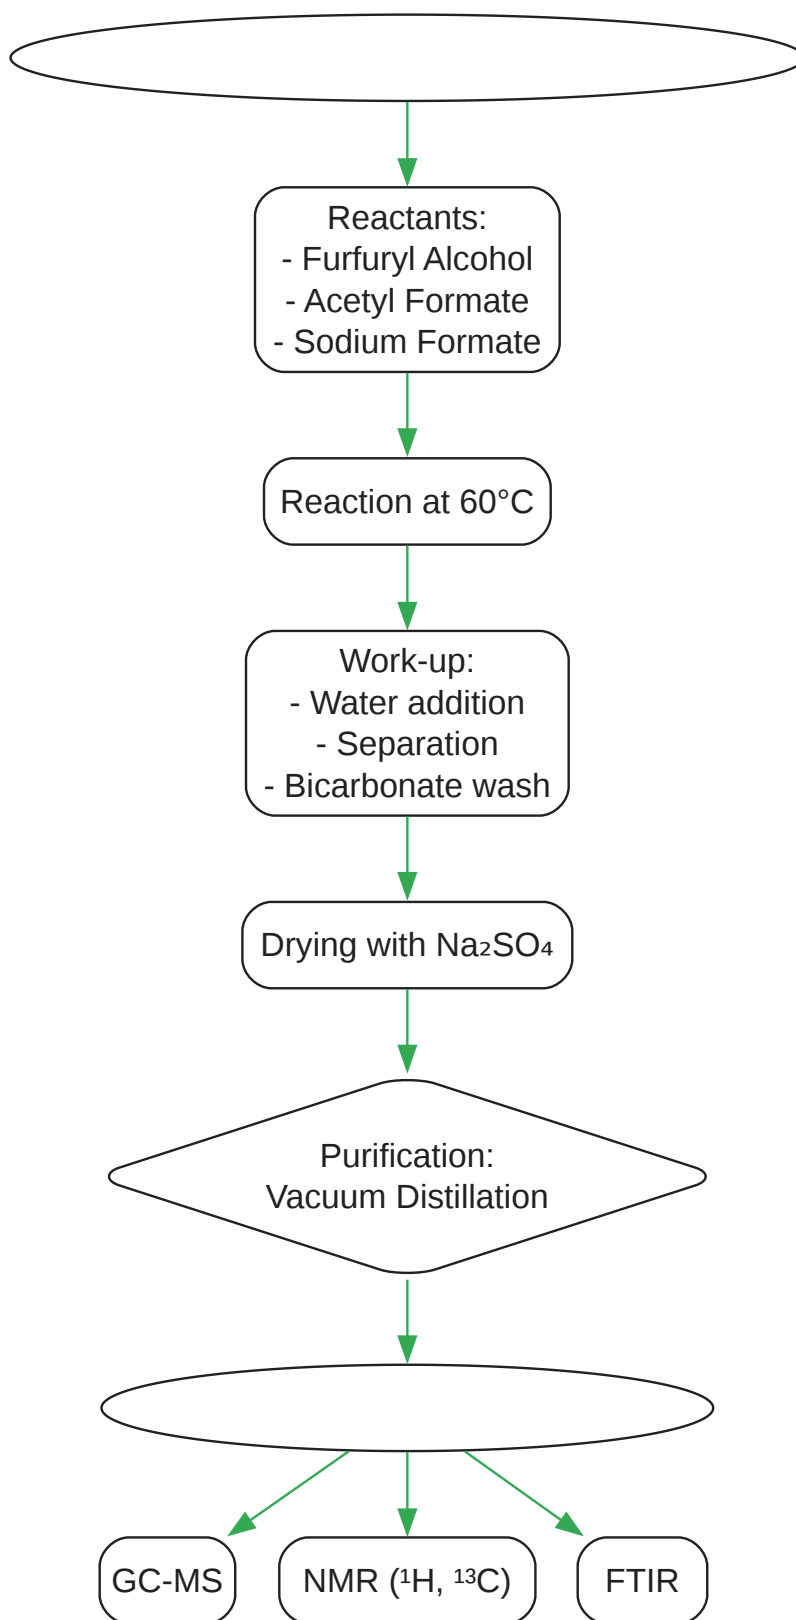 Reactants:
- Furfuryl Alcohol
- Acetyl Formate
- Sodium Formate
Reaction at 60°C
Work-up:
- Water addition
- Separation
- Bicarbonate wash
Drying with Na₂SO₄
Purification:
Vacuum Distillation
GC-MS
NMR (¹H, ¹³C)
FTIR